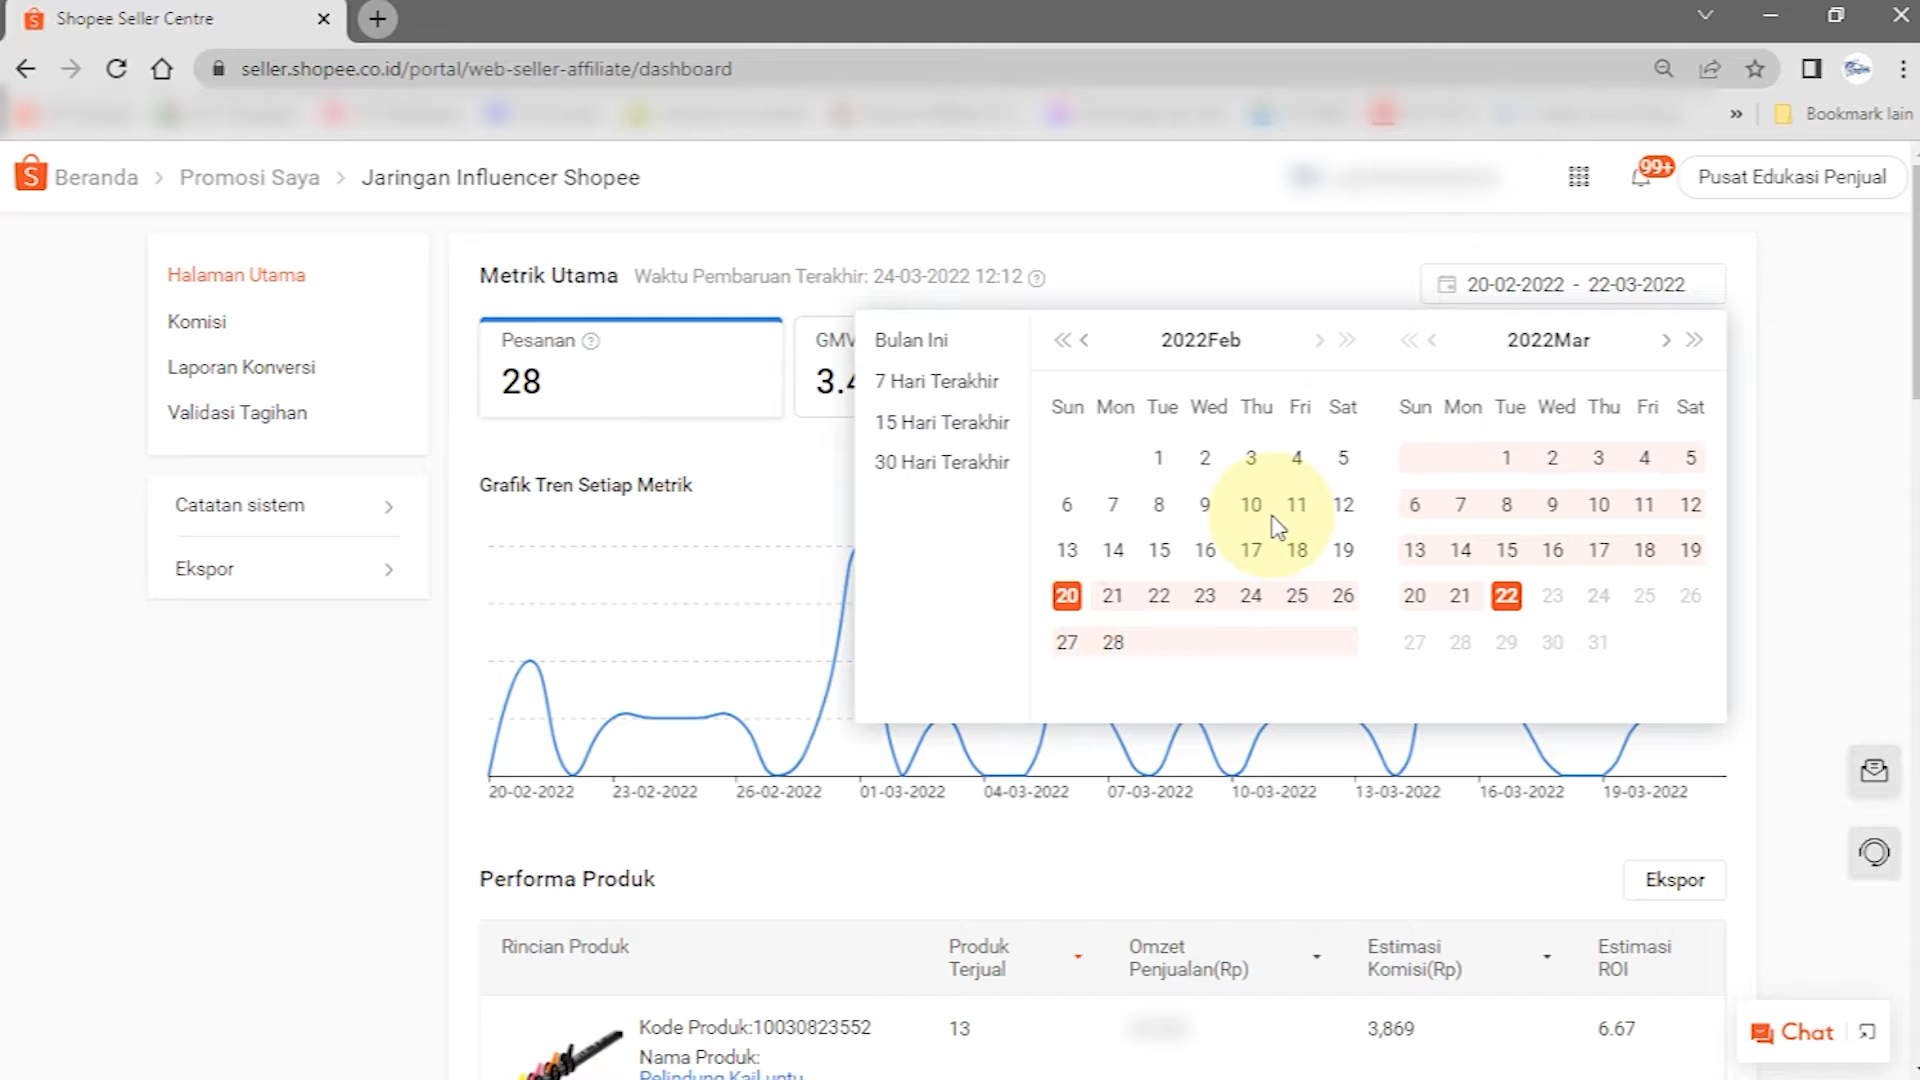 Shopee Seller Centre
seller.shopee.co.id/portal/web-seller-affiliate/dashboard
» Bookmark lain
Beranda > Promosi Saya > Jaringan Influencer Shopee
99+
Pusat Edukasi Penjual
Halaman Utama
Komisi
Laporan Konversi
Validasi Tagihan
Catatan sistem
Ekspor
Metrik Utama Waktu Pembaruan Terakhir: 24-03-2022 12:12
20-02-2022 - 22-03-2022
Pesanan
28
GMV
3.4
Bulan Ini
7 Hari Terakhir
15 Hari Terakhir
30 Hari Terakhir
2022Feb
Sun Mon Tue Wed Thu Fri Sat
1 2 3 4 5
6 7 8 9 10 11 12
13 14 15 16 17 18 19
20 21 22 23 24 25 26
27 28
2022Mar
Sun Mon Tue Wed Thu Fri Sat
1 2 3 4 5
6 7 8 9 10 11 12
13 14 15 16 17 18 19
20 21 22 23 24 25 26
27 28 29 30 31
Grafik Tren Setiap Metrik
20-02-2022 23-02-2022 26-02-2022 01-03-2022 04-03-2022 07-03-2022 10-03-2022 13-03-2022 16-03-2022 19-03-2022
Performa Produk
Ekspor
Rincian Produk
Produk
Terjual
Omzet
Penjualan(Rp)
Estimasi
Komisi(Rp)
Estimasi
ROI
Kode Produk:10030823552
Nama Produk:
Pelindung Kail untu
13
3,869
6.67
Chat